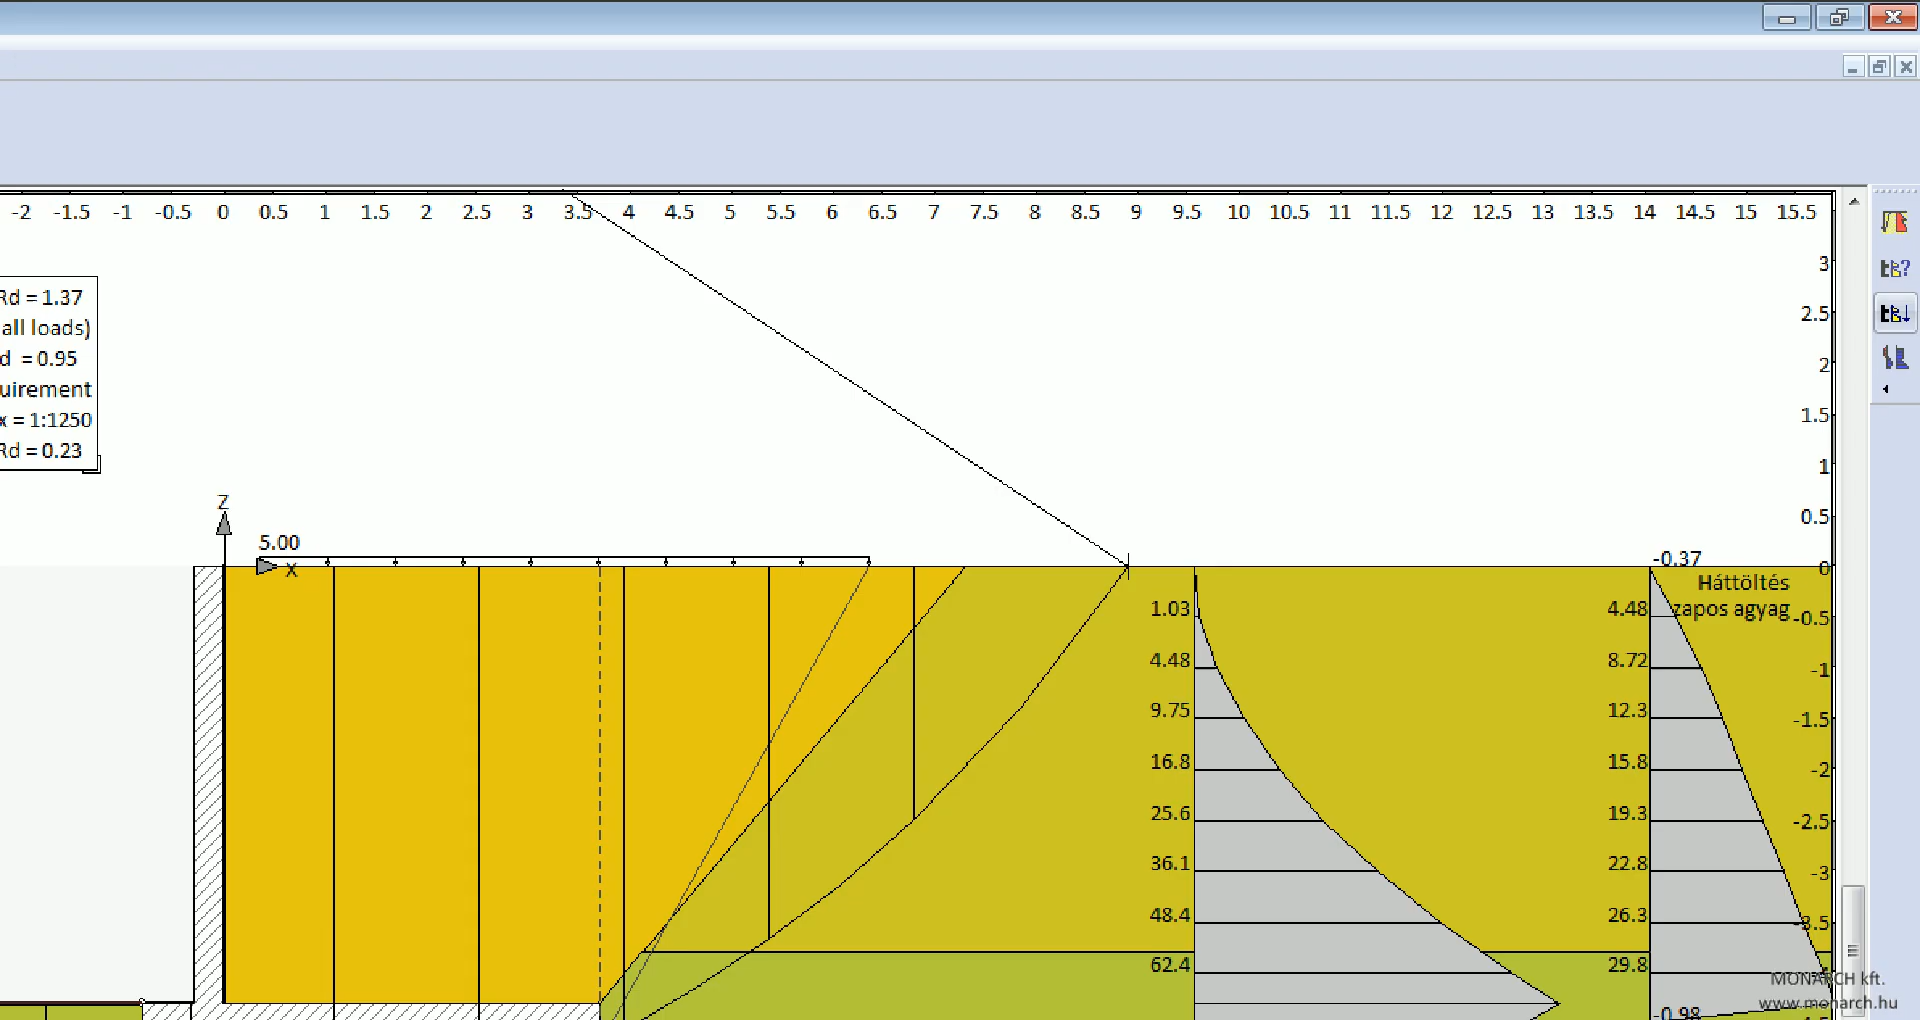 -2 -1.5 -1 -0.5 0 0.5 1 1.5 2 2.5 3 3.5 4 4.5 5 5.5 6 6.5 7 7.5 8 8.5 9 9.5 10 10.5 11 11.5 12 12.5 13 13.5 14 14.5 15 15.5
3
2.5
2
1.5
1
0.5
0
-0.5
-1
-1.5
-2
-2.5
-3
-3.5
Rd = 1.37
all loads)
d = 0.95
uirement
x = 1:1250
Rd = 0.23
Z
5.00
X
1.03
4.48
9.75
16.8
25.6
36.1
48.4
62.4
-0.37
Háttöltés
zapos agyag
4.48
8.72
12.3
15.8
19.3
22.8
26.3
29.8
-0.98
MONARCH kft.
www.monarch.hu